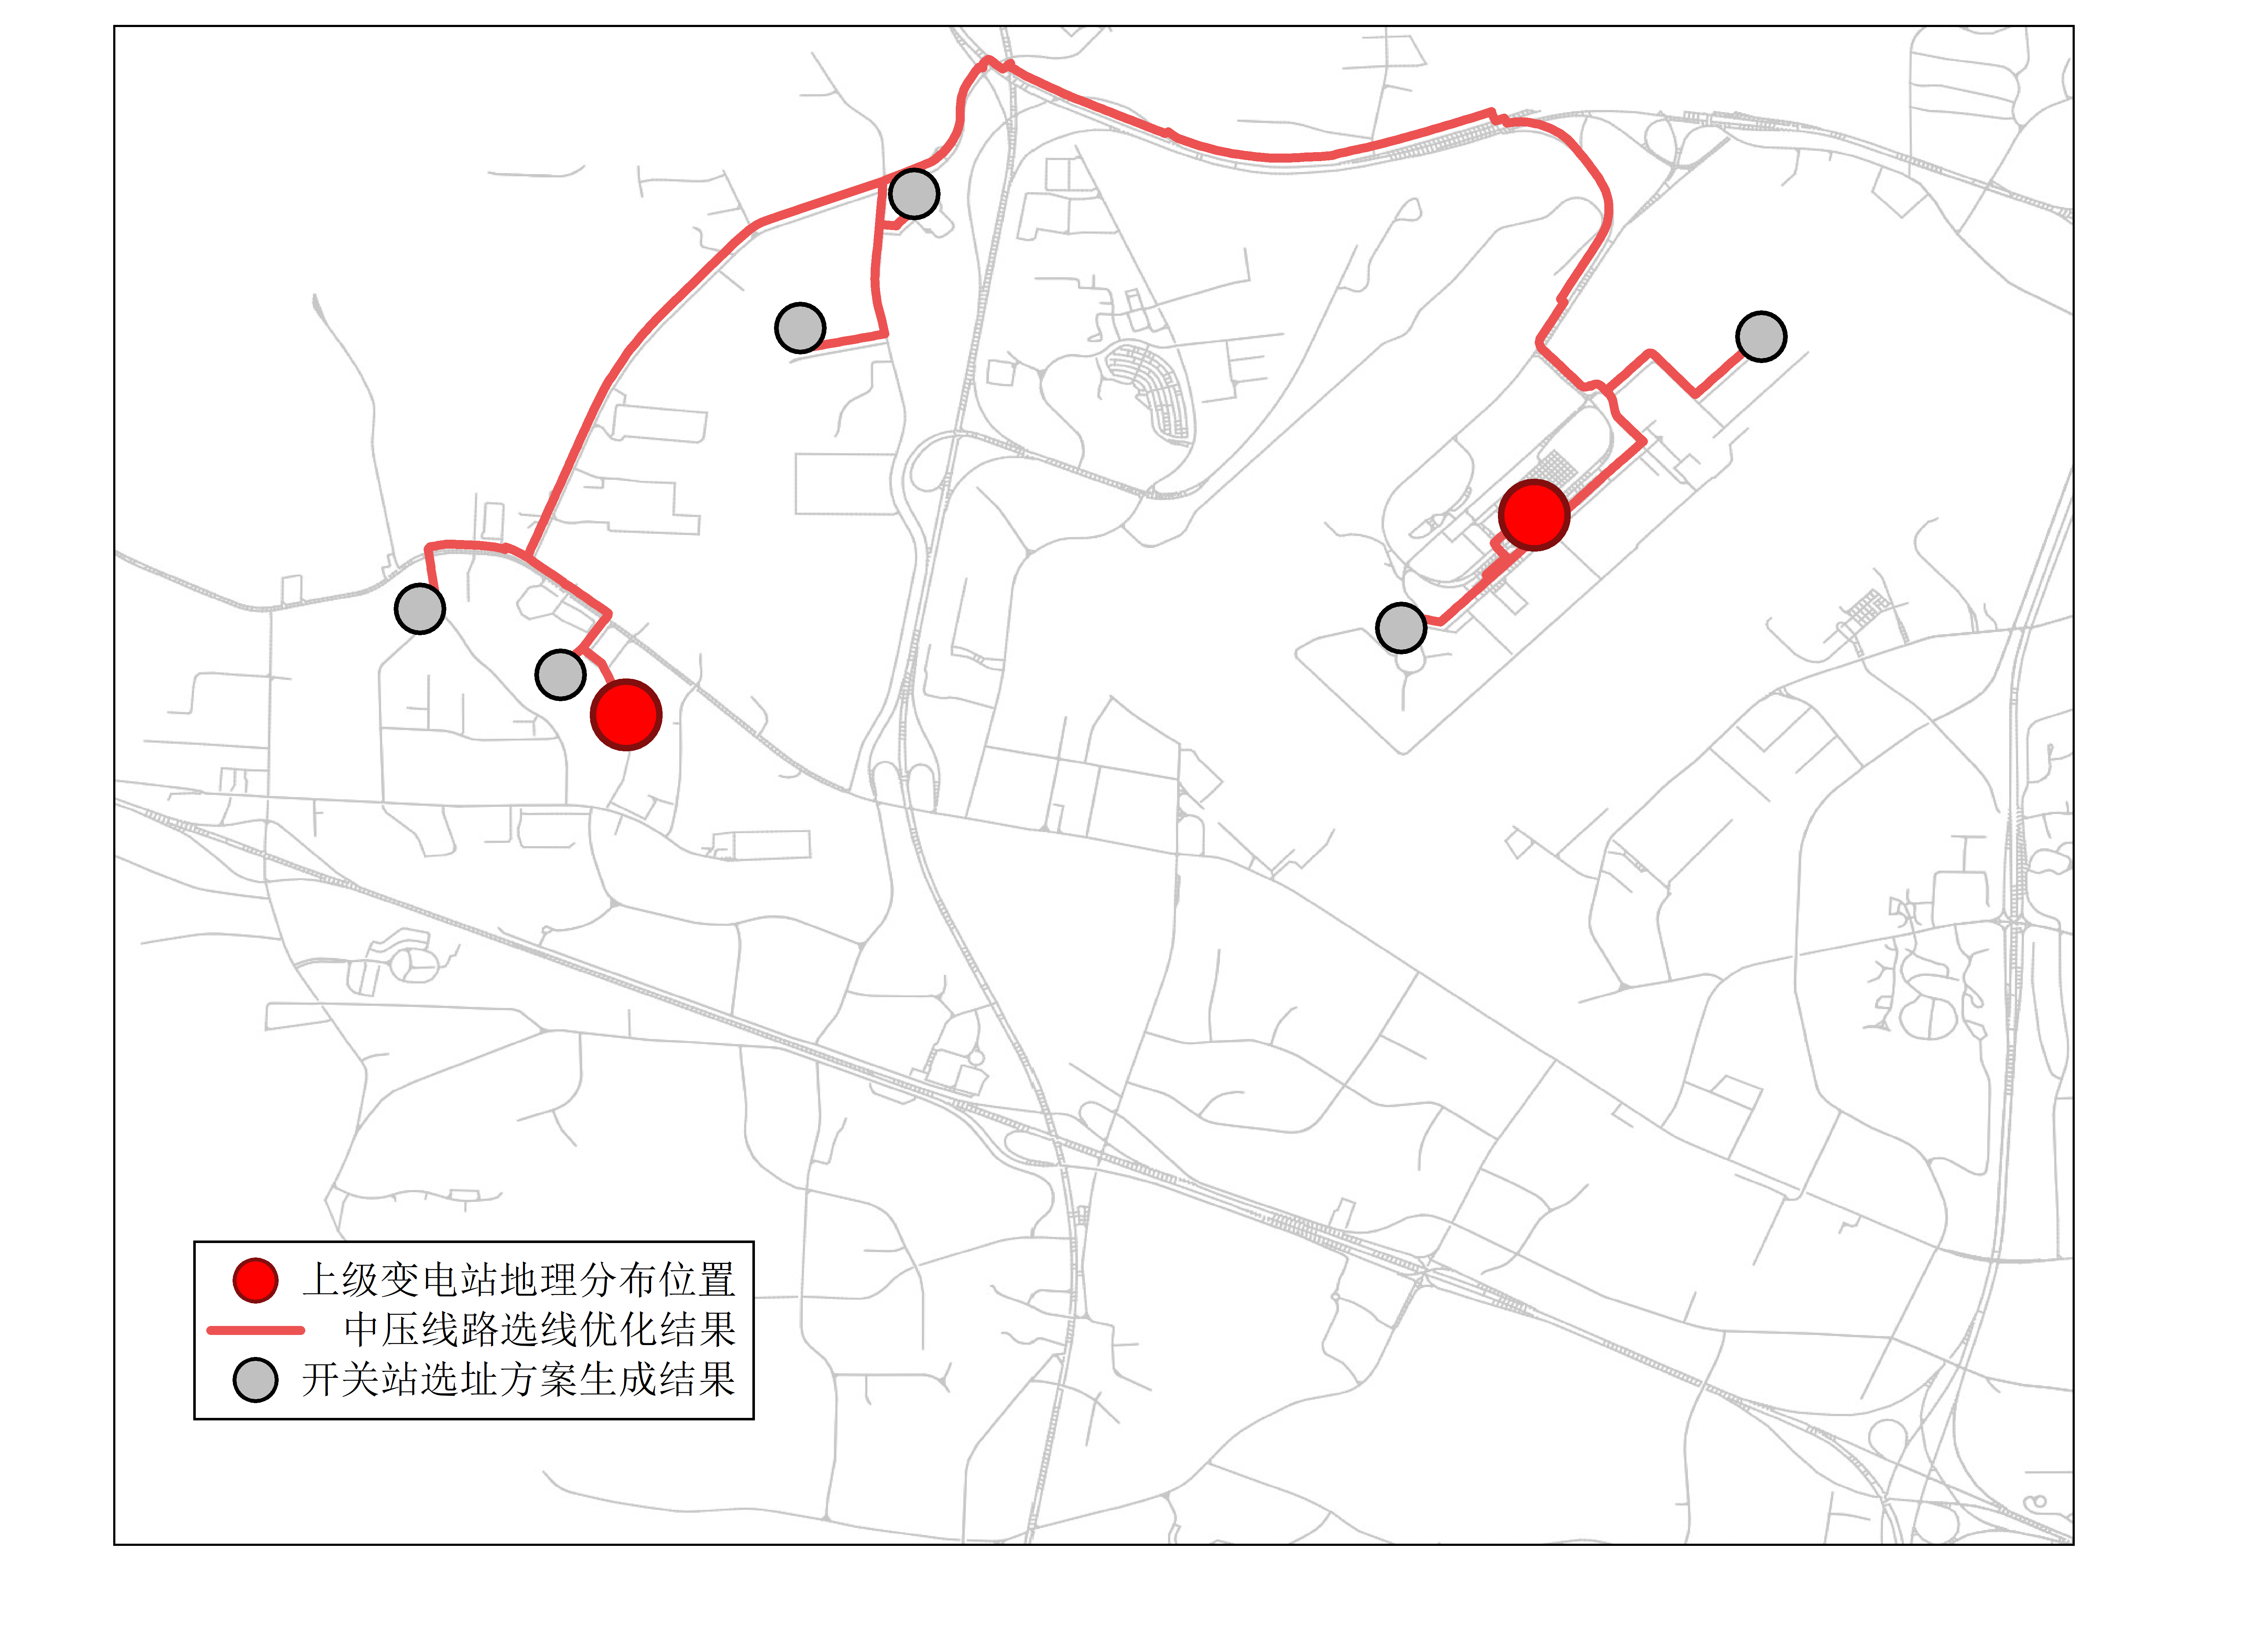 上级变电站地理分布位置
中压线路选线优化结果
开关站选址方案生成结果